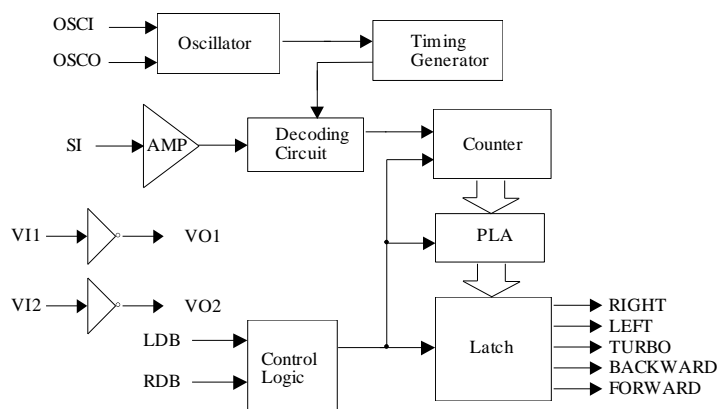 OSCI
OSCO
Oscillator
Timing
Generator
SI
AMP
Decoding
Circuit
Counter
VI1
VO1
PLA
VI2
VO2
LDB
RDB
Control
Logic
Latch
RIGHT
LEFT
TURBO
BACKWARD
FORWARD